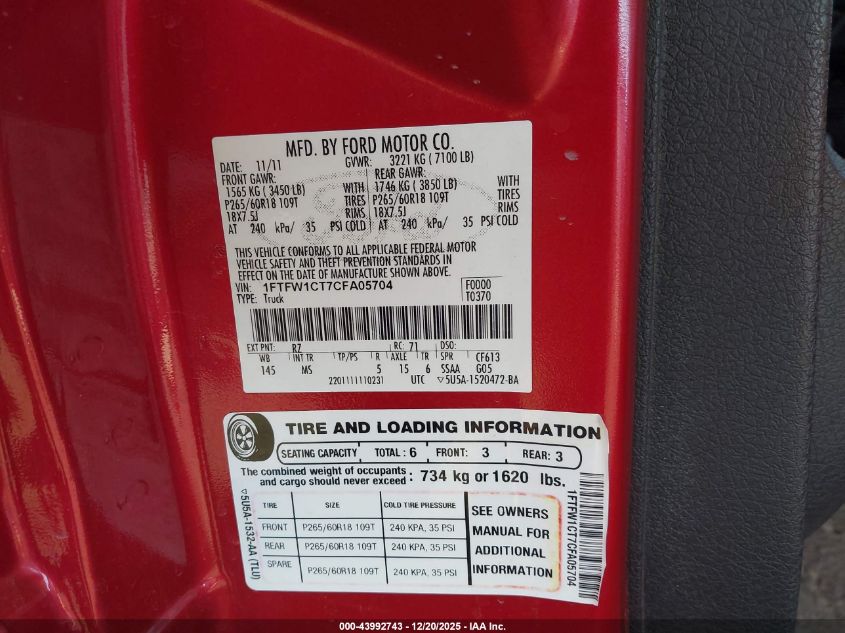 MFD. BY FORD MOTOR CO.
DATE: 11/11 GVWR: 3221 KG ( 7100 LB)
FRONT GAWR: REAR GAWR:
1565 KG ( 3450 LB) WITH 1746 KG ( 3850 LB) WITH
P265/60R18 109T TIRES P265/60R18 109T TIRES
18X7.5J RIMS 18X7.5J RIMS
AT 240 kPa/ 35 PSI COLD AT 240 kPa/ 35 PSI COLD
THIS VEHICLE CONFORMS TO ALL APPLICABLE FEDERAL MOTOR
VEHICLE SAFETY AND THEFT PREVENTION STANDARDS IN
EFFECT ON THE DATE OF MANUFACTURE SHOWN ABOVE.
VIN: 1FTFW1CT7CFA05704 F0000
TYPE: Truck T0370
EXT PNT: RZ RC: 71 DSO:
WB INT TR TP/PS R AXLE TR SPR CF613
145 MS 5 15 6 SSAA G05
2201111110231 UTC ▽5U5A-1520472-BA
TIRE AND LOADING INFORMATION
SEATING CAPACITY TOTAL : 6 FRONT: 3 REAR: 3
The combined weight of occupants
and cargo should never exceed : 734 kg or 1620 lbs.
TIRE SIZE COLD TIRE PRESSURE
FRONT P265/60R18 109T 240 KPA, 35 PSI
REAR P265/60R18 109T 240 KPA, 35 PSI
SPARE P265/60R18 109T 240 KPA, 35 PSI
SEE OWNERS
MANUAL FOR
ADDITIONAL
INFORMATION
▽5U5A-1532-AA (TLU)
1FTFW1CT7CFA05704
000-43992743 - 12/20/2025 - IAA Inc.